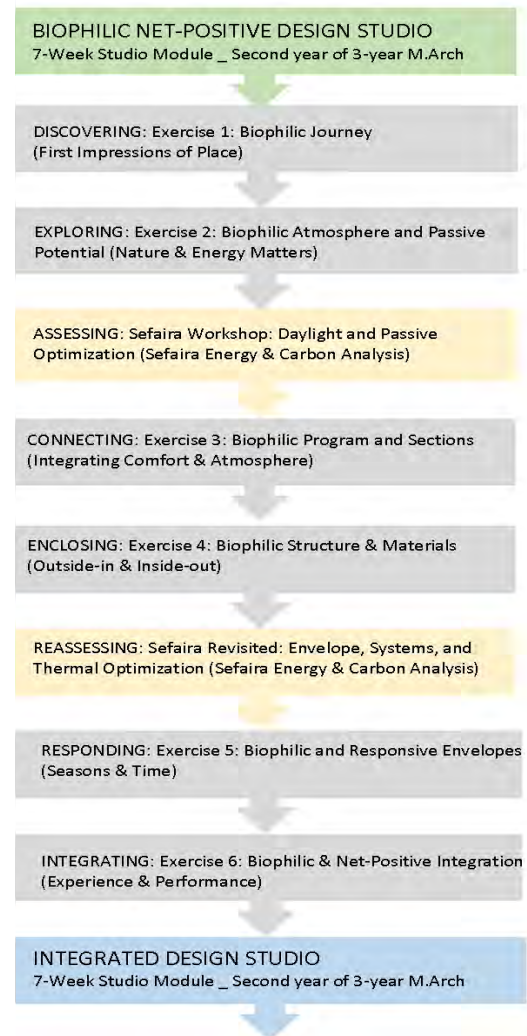 BIOPHILIC NET-POSITIVE DESIGN STUDIO
7-Week Studio Module _ Second year of 3-year M.Arch
DISCOVERING: Exercise 1: Biophilic Journey
(First Impressions of Place)
EXPLORING: Exercise 2: Biophilic Atmosphere and Passive
Potential (Nature & Energy Matters)
ASSESSING: Sefaira Workshop: Daylight and Passive
Optimization (Sefaira Energy & Carbon Analysis)
CONNECTING: Exercise 3: Biophilic Program and Sections
(Integrating Comfort & Atmosphere)
ENCLOSING: Exercise 4: Biophilic Structure & Materials
(Outside-in & Inside-out)
REASSESSING: Sefaira Revisited: Envelope, Systems, and
Thermal Optimization (Sefaira Energy & Carbon Analysis)
RESPONDING: Exercise 5: Biophilic and Responsive Envelopes
(Seasons & Time)
INTEGRATING: Exercise 6: Biophilic & Net-Positive Integration
(Experience & Performance)
INTEGRATED DESIGN STUDIO
7-Week Studio Module _ Second year of 3-year M.Arch